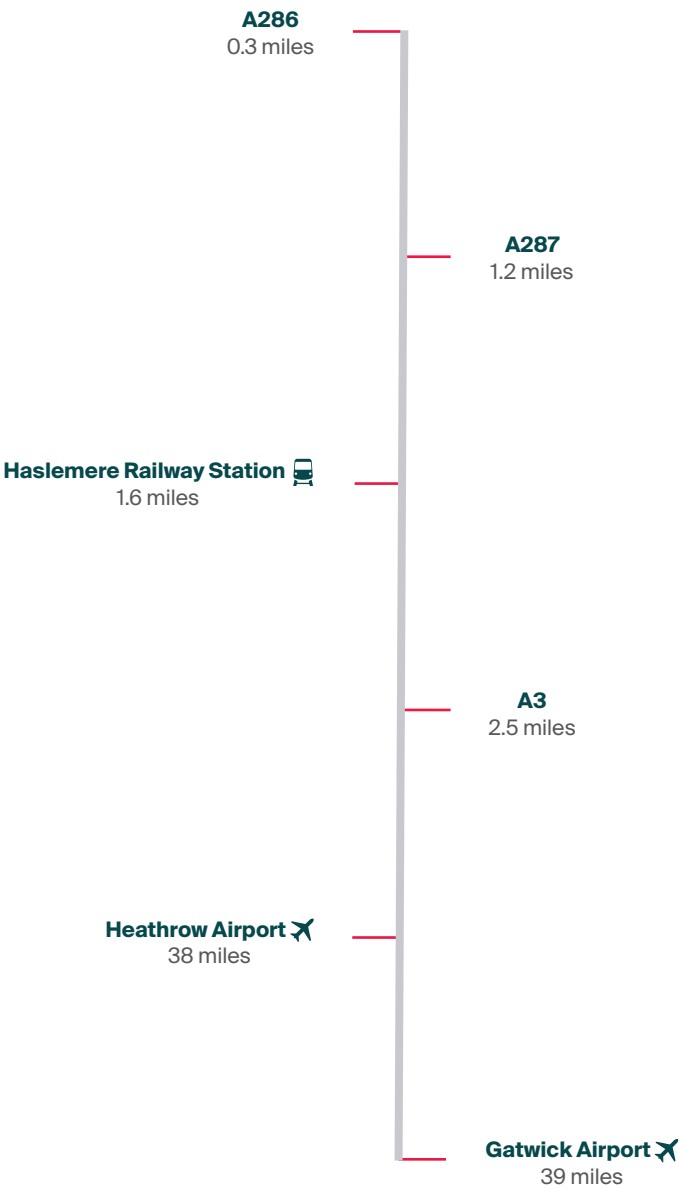 A286
0.3 miles
A287
1.2 miles
Haslemere Railway Station
1.6 miles
A3
2.5 miles
Heathrow Airport
38 miles
Gatwick Airport
39 miles